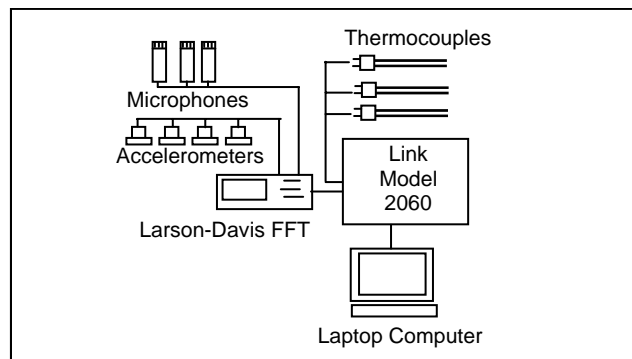 Thermocouples
Microphones
Accelerometers
Link
Model
2060
Larson-Davis FFT
Laptop Computer